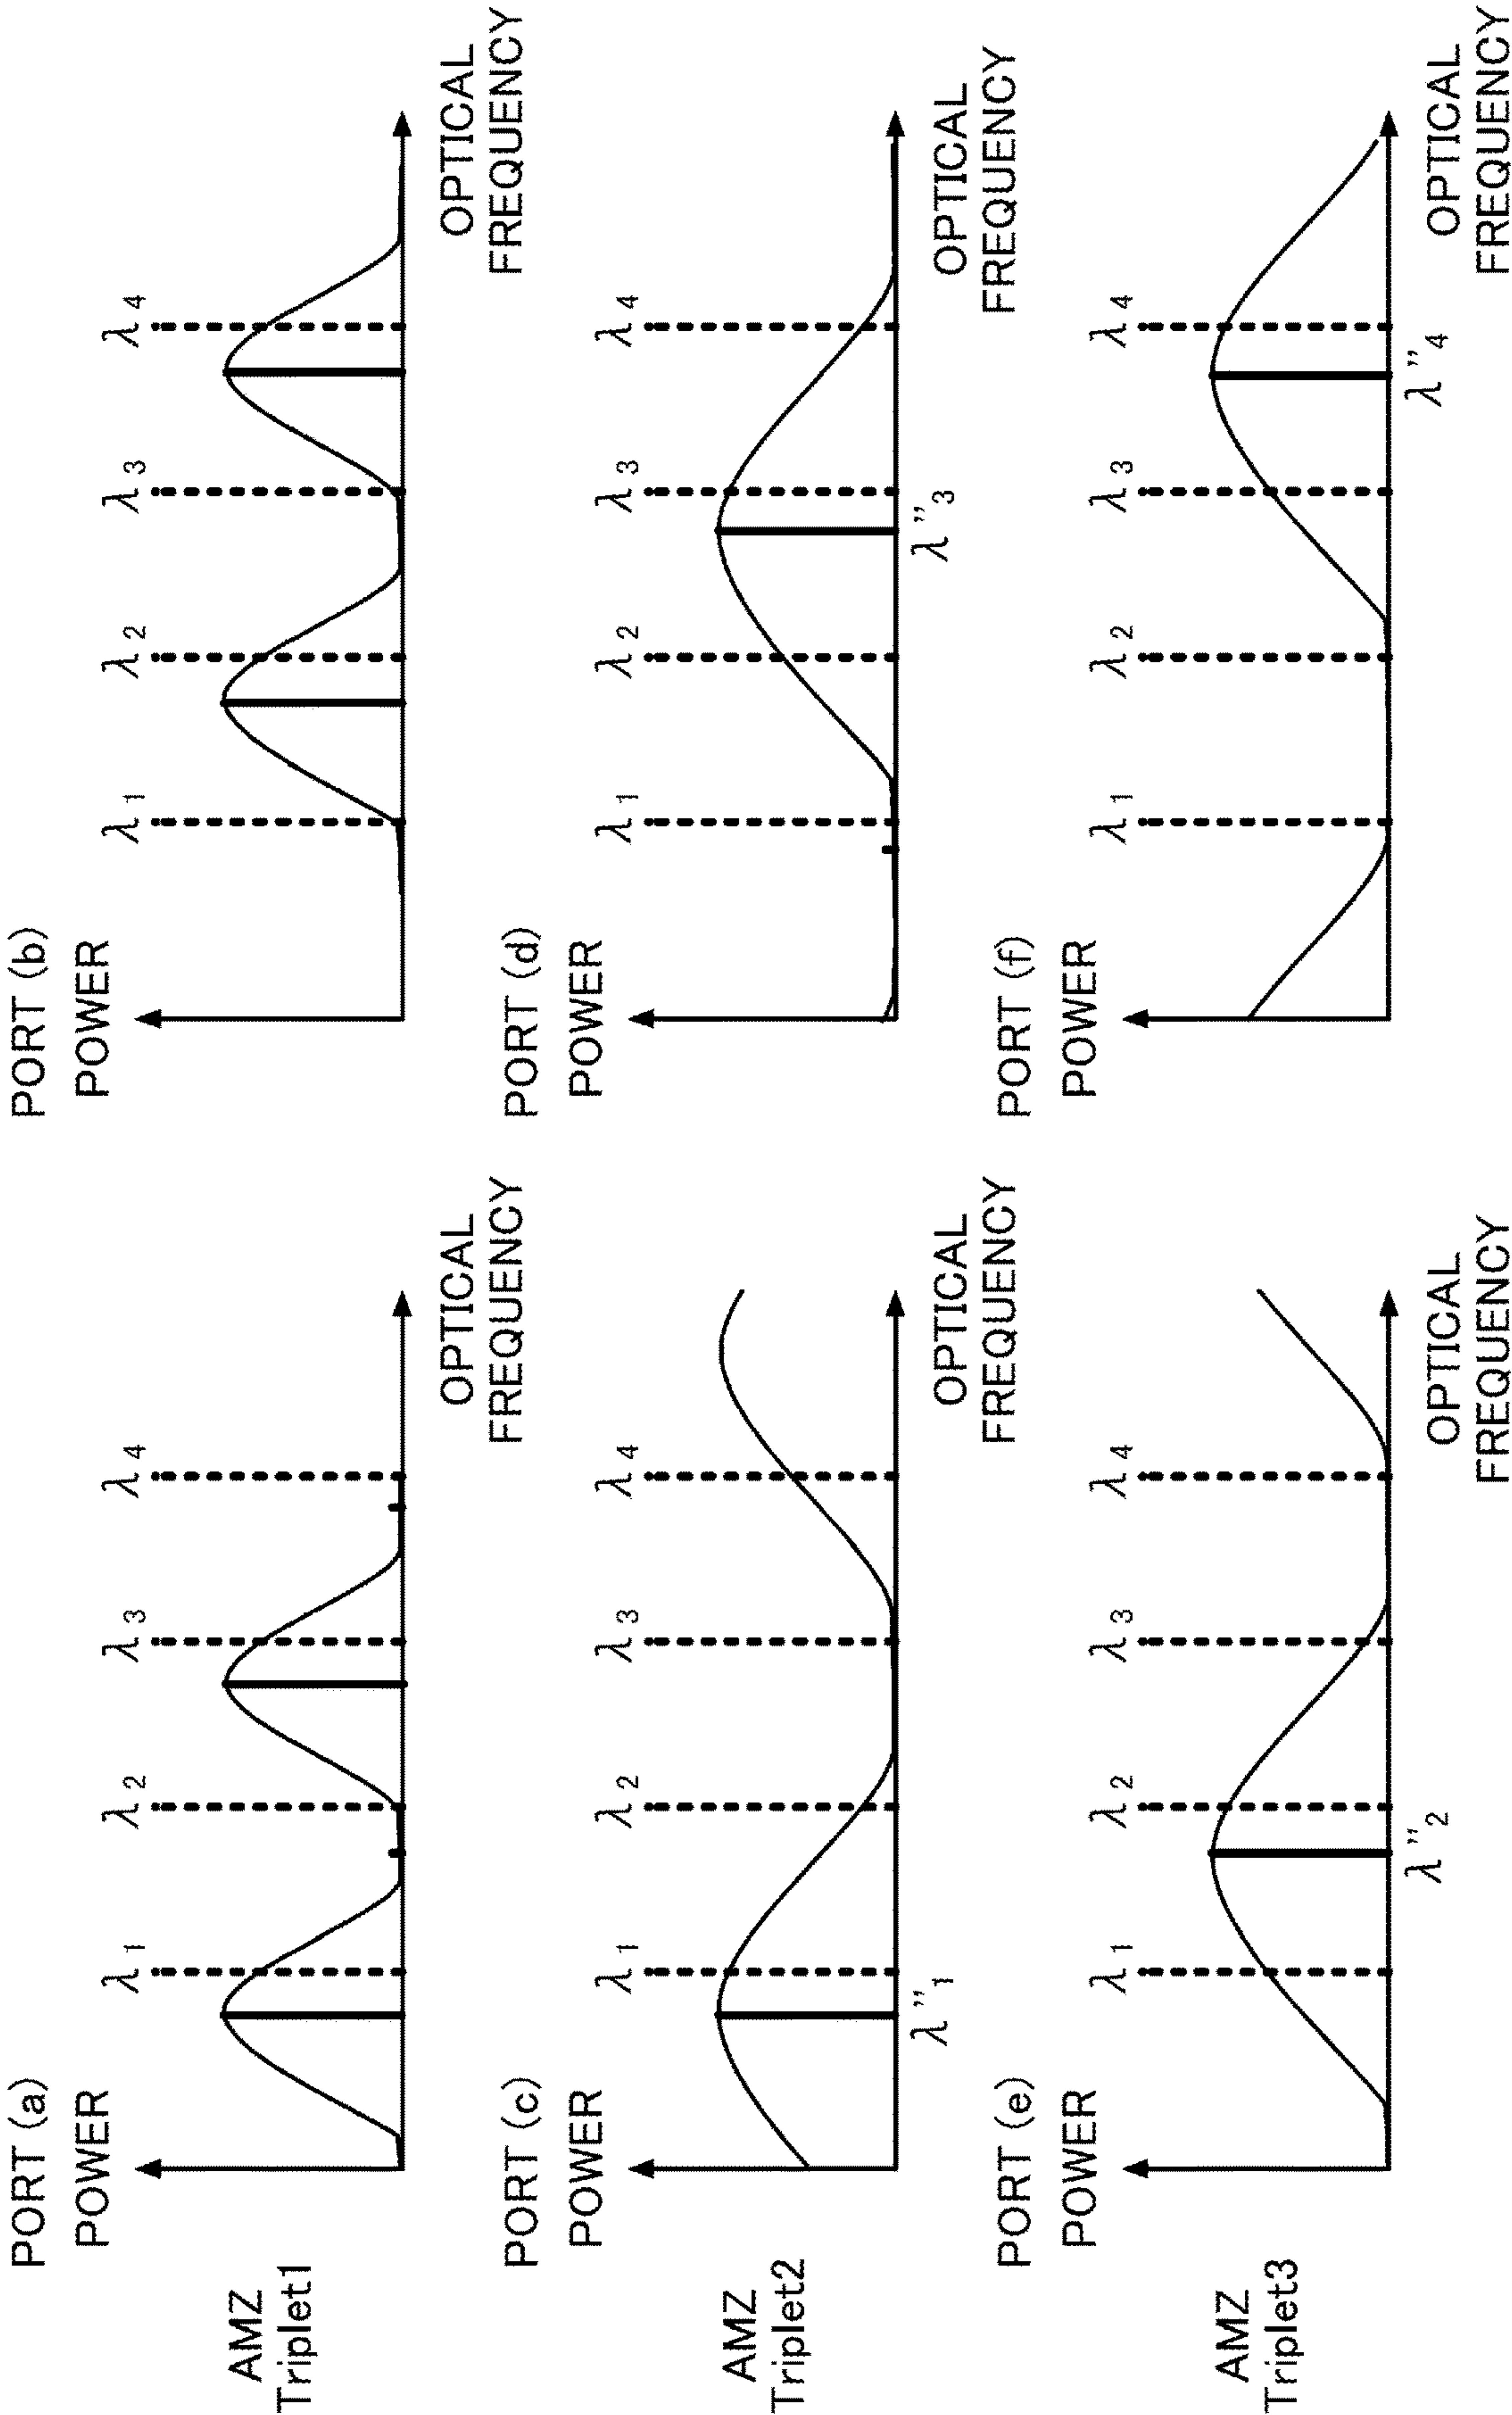 PORT (a)
POWER
AMZ
Triplet1
λ1
λ2
λ3
λ4
OPTICAL
FREQUENCY
PORT (b)
POWER
λ1
λ2
λ3
λ4
OPTICAL
FREQUENCY
PORT (c)
POWER
AMZ
Triplet2
λ1
λ2
λ3
λ4
λ"1
OPTICAL
FREQUENCY
PORT (d)
POWER
λ1
λ2
λ3
λ4
λ"3
OPTICAL
FREQUENCY
PORT (e)
POWER
AMZ
Triplet3
λ1
λ2
λ3
λ4
λ"2
OPTICAL
FREQUENCY
PORT (f)
POWER
λ1
λ2
λ3
λ4
λ"4
OPTICAL
FREQUENCY